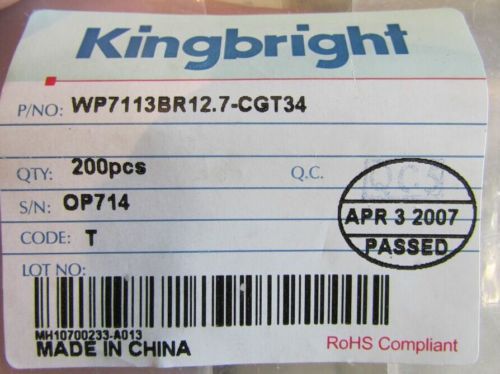 Kingbright
P/NO: WP7113BR12.7-CGT34
QTY: 200pcs Q.C.
S/N: OP714
CODE: T
LOT NO:
Q.C.
APR 3 2007
PASSED
MH10700233-A013
MADE IN CHINA
RoHS Compliant